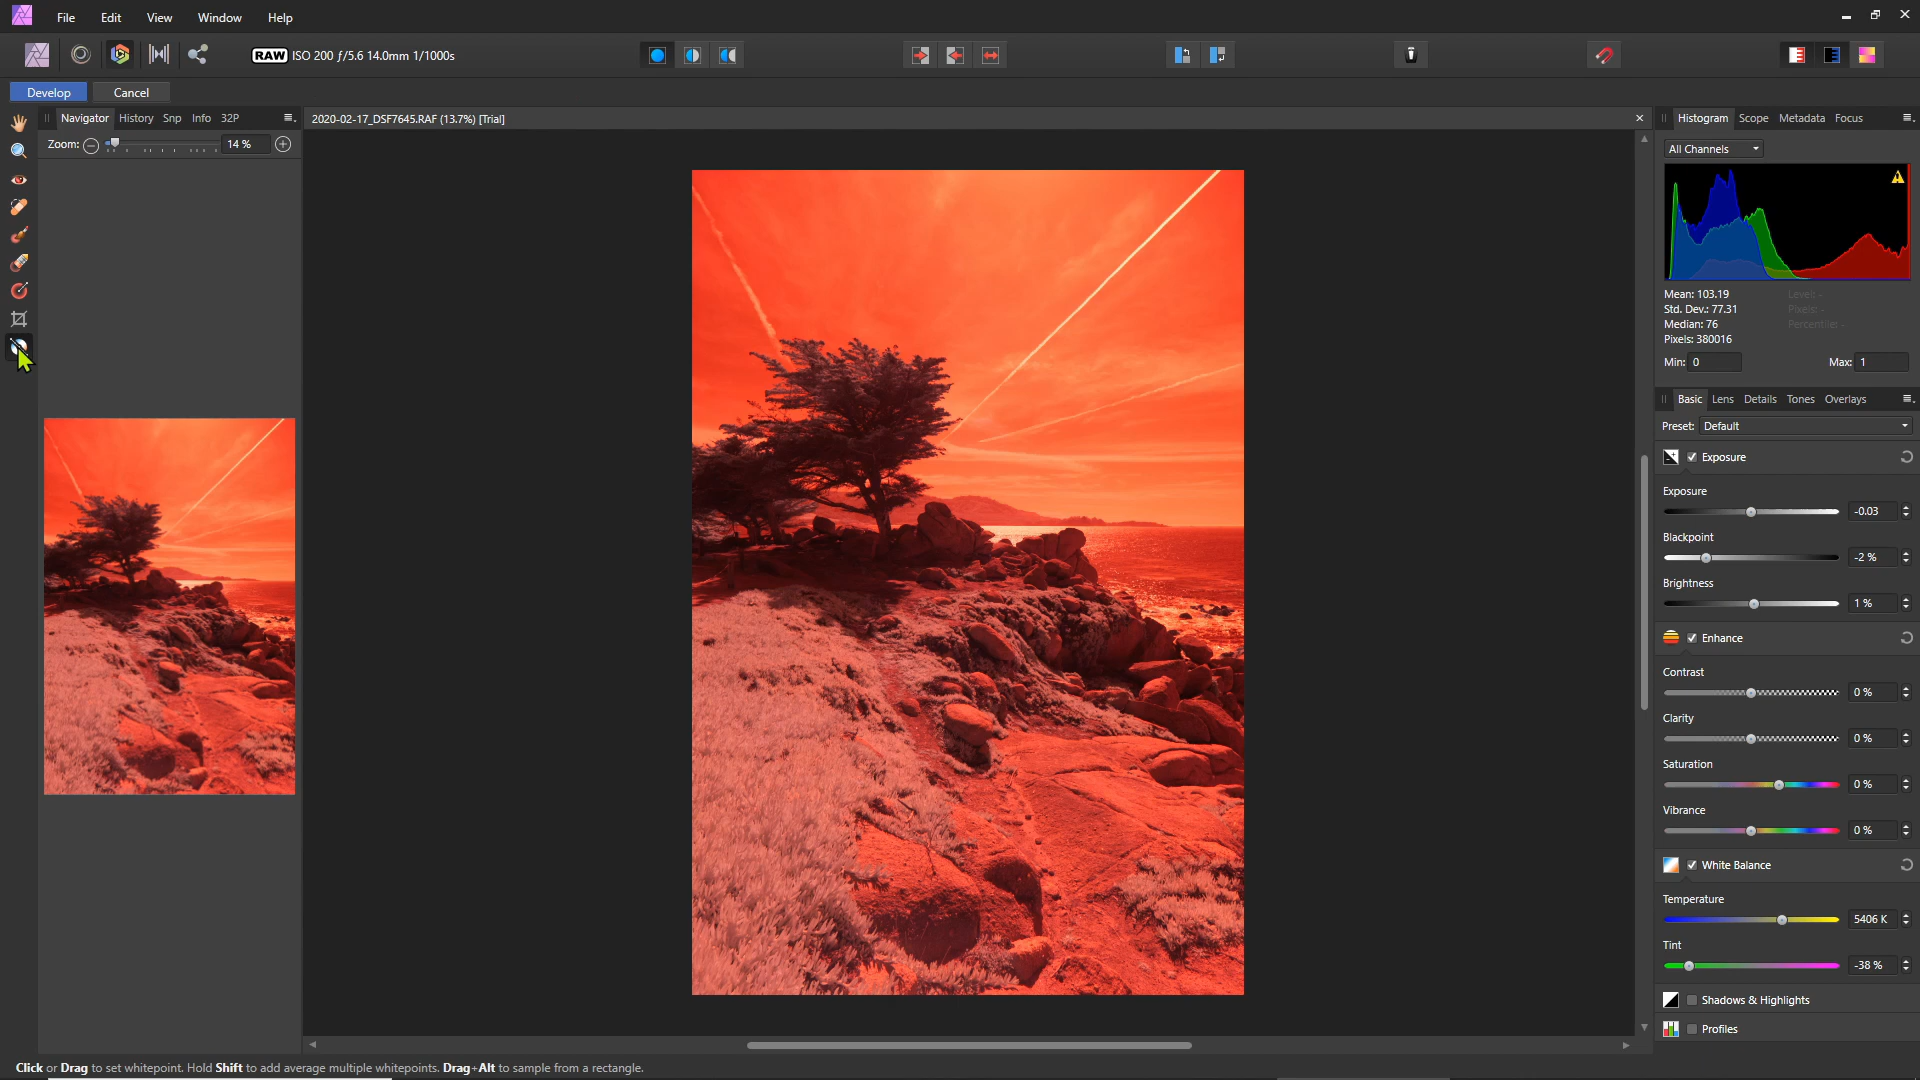 File Edit View Window Help
RAW ISO 200 ƒ/5.6 14.0mm 1/1000s
Develop Cancel
Navigator History Snp Info 32P
Zoom: 14 %
2020-02-17_DSF7645.RAF (13.7%) [Trial]
Histogram Scope Metadata Focus
All Channels
Mean: 103.19 Level: -
Std. Dev.: 77.31 Pixels: -
Median: 76 Percentile: -
Pixels: 380016
Min: 0 Max: 1
Basic Lens Details Tones Overlays
Preset: Default
Exposure
Exposure
-0.03
Blackpoint
-2 %
Brightness
1 %
Enhance
Contrast
0 %
Clarity
0 %
Saturation
0 %
Vibrance
0 %
White Balance
Temperature
5406 K
Tint
-38 %
Shadows & Highlights
Profiles
Click or Drag to set whitepoint. Hold Shift to add average multiple whitepoints. Drag+Alt to sample from a rectangle.